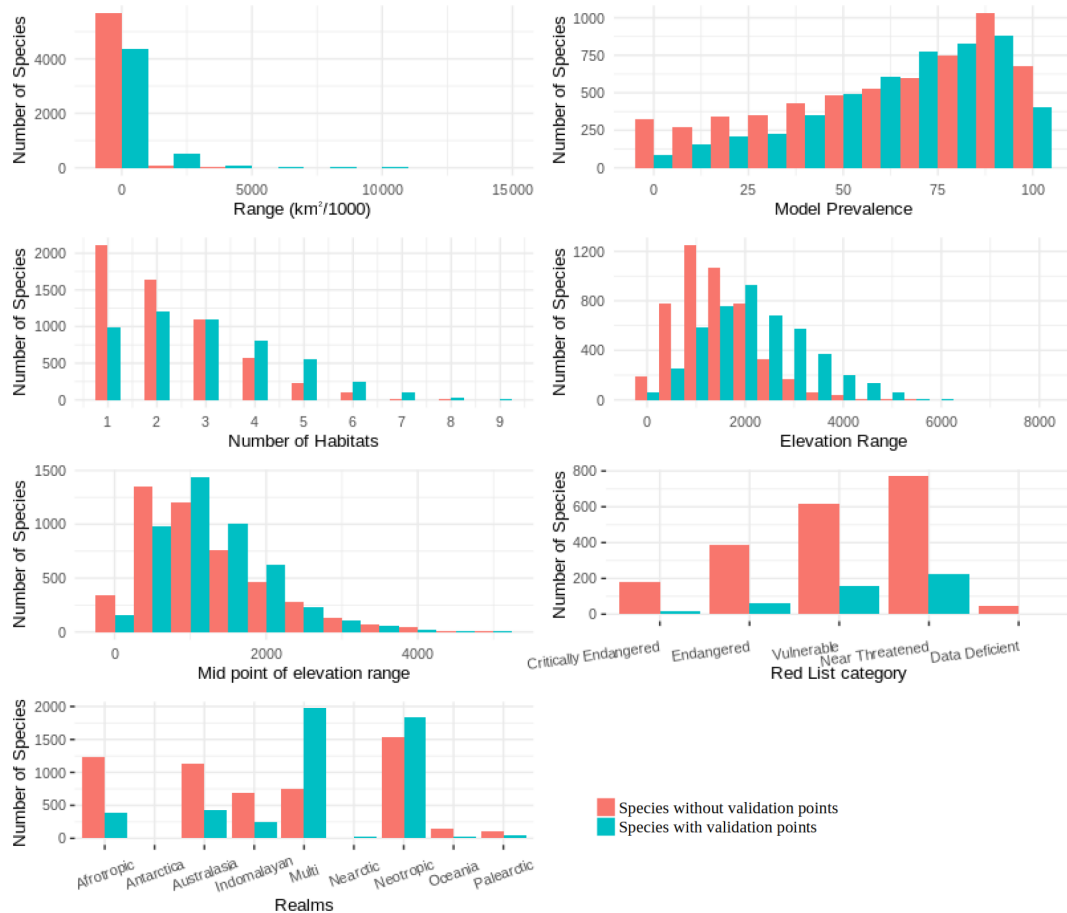 Number of Species
4000
2000
0
0
5000
10000
15000
Range (km²/1000)
Number of Species
1000
750
500
250
0
0
25
50
75
100
Model Prevalence
Number of Species
2000
1500
1000
500
0
1
2
3
4
5
6
7
8
9
Number of Habitats
Number of Species
1200
800
400
0
0
2000
4000
6000
8000
Elevation Range
Number of Species
1500
1000
500
0
0
2000
4000
Mid point of elevation range
Number of Species
800
600
400
200
0
Critically Endangered
Endangered
Vulnerable
Near Threatened
Data Deficient
Red List category
Number of Species
2000
1500
1000
500
0
Afrotropic
Antarctica
Australasia
Indomalayan
Multi
Nearctic
Neotropic
Oceania
Palearctic
Realms
Species without validation points
Species with validation points